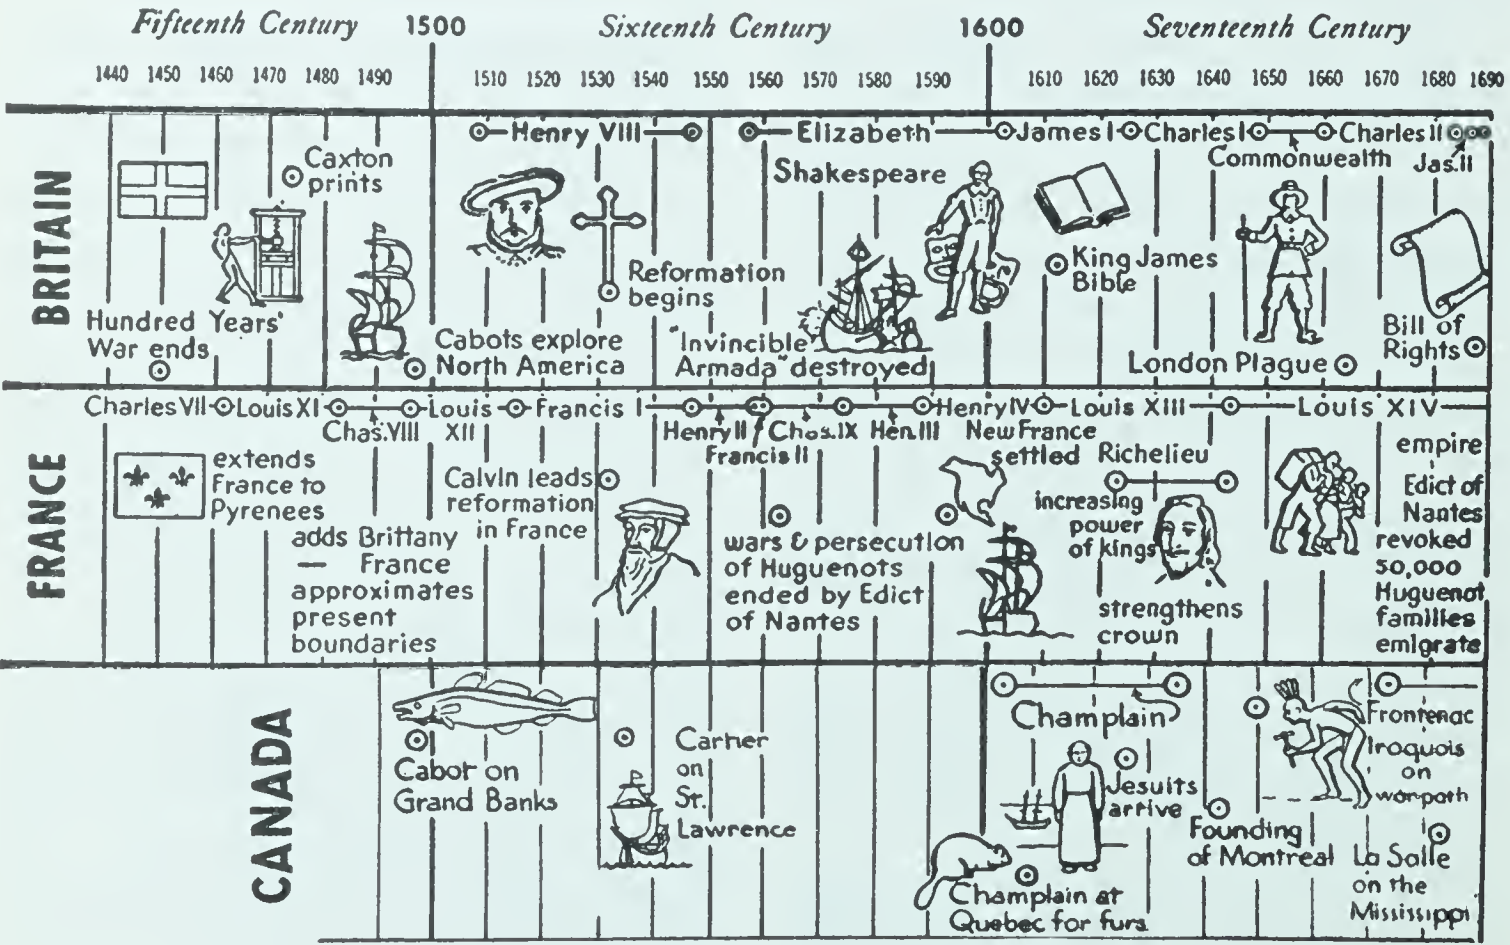 Fifteenth Century 1500 Sixteenth Century 1600 Seventeenth Century
1440 1450 1460 1470 1480 1490 1510 1520 1530 1540 1550 1560 1570 1580 1590 1610 1620 1630 1640 1650 1660 1670 1680 1690
BRITAIN
Henry VIII Elizabeth James I Charles I Charles II
Commonwealth Jas.II
Caxton
prints
Shakespeare
Hundred Years'
War ends
Cabots explore
North America
Reformation
begins
"Invincible
Armada" destroyed
King James
Bible
London Plague
Bill of
Rights
FRANCE
Charles VII Louis XI Louis Francis I Henry IV Louis XIII Louis XIV
Chas.VIII XII Henry II Chas.IX Hen.III
Francis II
extends
France to
Pyrenees
adds Brittany
— France
approximates
present
boundaries
Calvin leads
reformation
in France
wars & persecution
of Huguenots
ended by Edict
of Nantes
New France
settled
Richelieu
increasing
power
of kings
strengthens
crown
empire
Edict of
Nantes
revoked
50,000
Huguenot
families
emigrate
CANADA
Cabot on
Grand Banks
Cartier
on
St.
Lawrence
Champlain
Jesuits
arrive
Champlain at
Quebec for furs
Founding
of Montreal
Frontenac
Iroquois
on
warpath
La Salle
on the
Mississippi